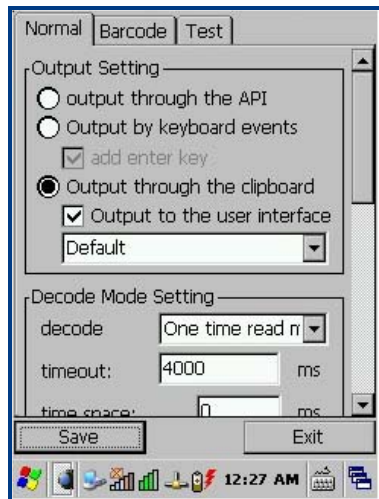 Normal Barcode Test
Output Setting
output through the API
Output by keyboard events
add enter key
Output through the clipboard
Output to the user interface
Default
Decode Mode Setting
decode One time read
timeout: 4000 ms
time space: 0 ms
Save Exit
12:27 AM